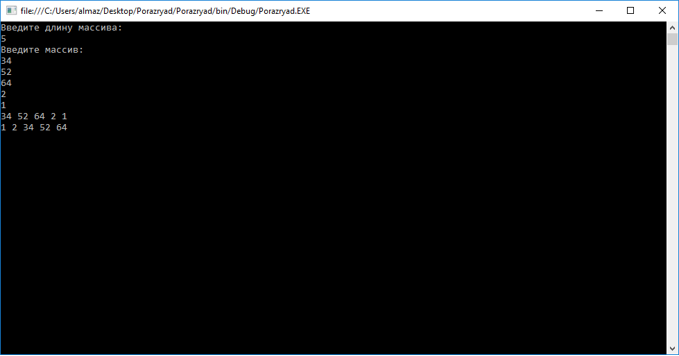 file:///C:/Users/almaz/Desktop/Porazryad/Porazryad/bin/Debug/Porazryad.EXE
Введите длину массива:
5
Введите массив:
34
52
64
2
1
34 52 64 2 1
1 2 34 52 64